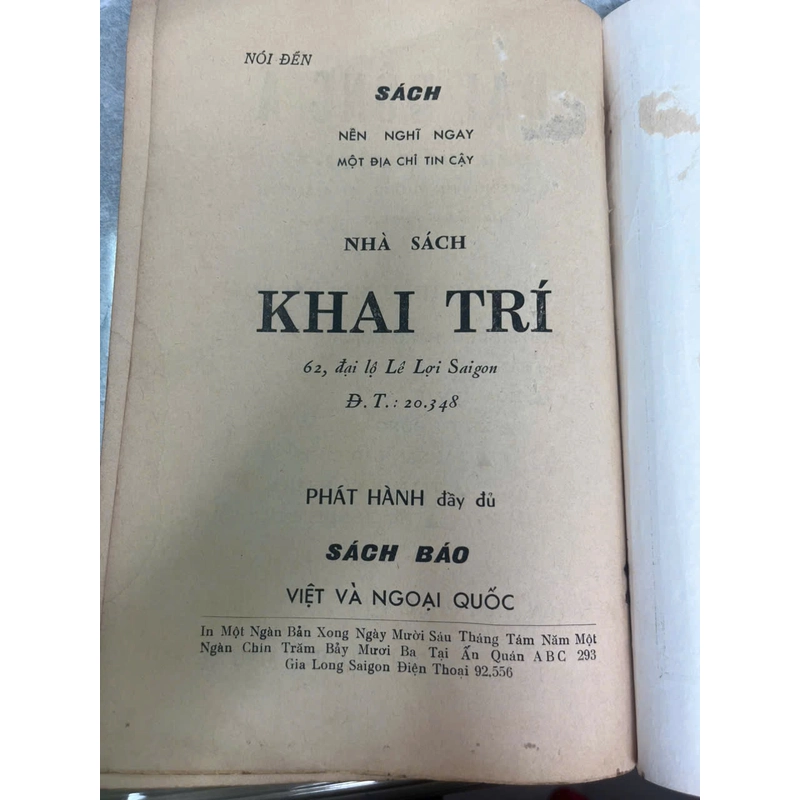 NÓI ĐẾN
SÁCH
NÊN NGHĨ NGAY
MỘT ĐỊA CHỈ TIN CẬY
NHÀ SÁCH
KHAI TRÍ
62, đại lộ Lê Lợi Saigon
Đ.T.: 20.348
PHÁT HÀNH đầy đủ
SÁCH BÁO
VIỆT VÀ NGOẠI QUỐC
In Một Ngàn Bản Xong Ngày Mười Sáu Tháng Tám Năm Một
Ngàn Chín Trăm Bảy Mươi Ba Tại Ấn Quán ABC 293
Gia Long Saigon Điện Thoại 92.556